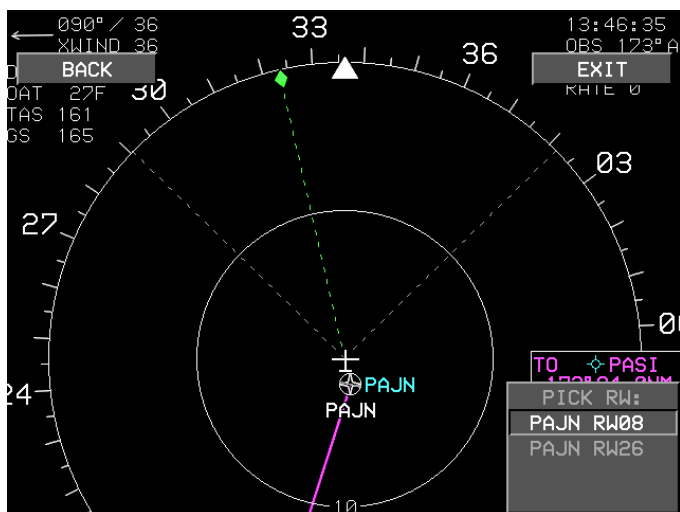 090° / 36
XWIND 36
BACK
OAT 27F
TAS 161
GS 165
13:46:35
OBS 173°A
EXIT
RATE 0
33
36
30
03
27
24
PAJN
PAJN
TO PASI
PICK RW:
PAJN RW08
PAJN RW26
10